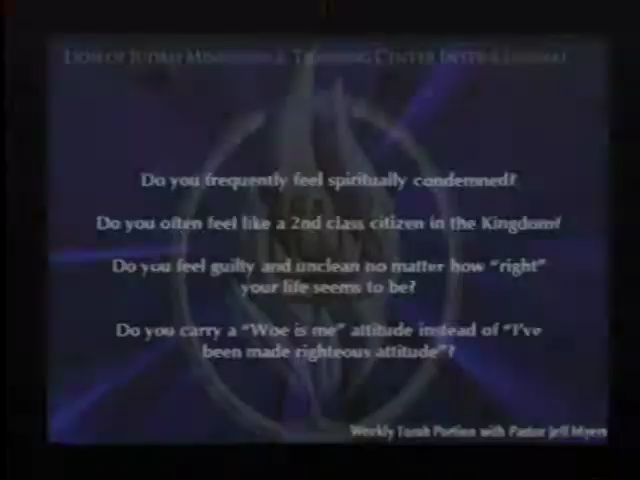 Lion of Judah Ministries & Training Center International
Do you frequently feel spiritually condemned?
Do you often feel like a 2nd class citizen in the Kingdom?
Do you feel guilty and unclean no matter how "right"
your life seems to be?
Do you carry a "Woe is me" attitude instead of "I've
been made righteous attitude"?
Weekly Torah Portion with Pastor Jeff Myers